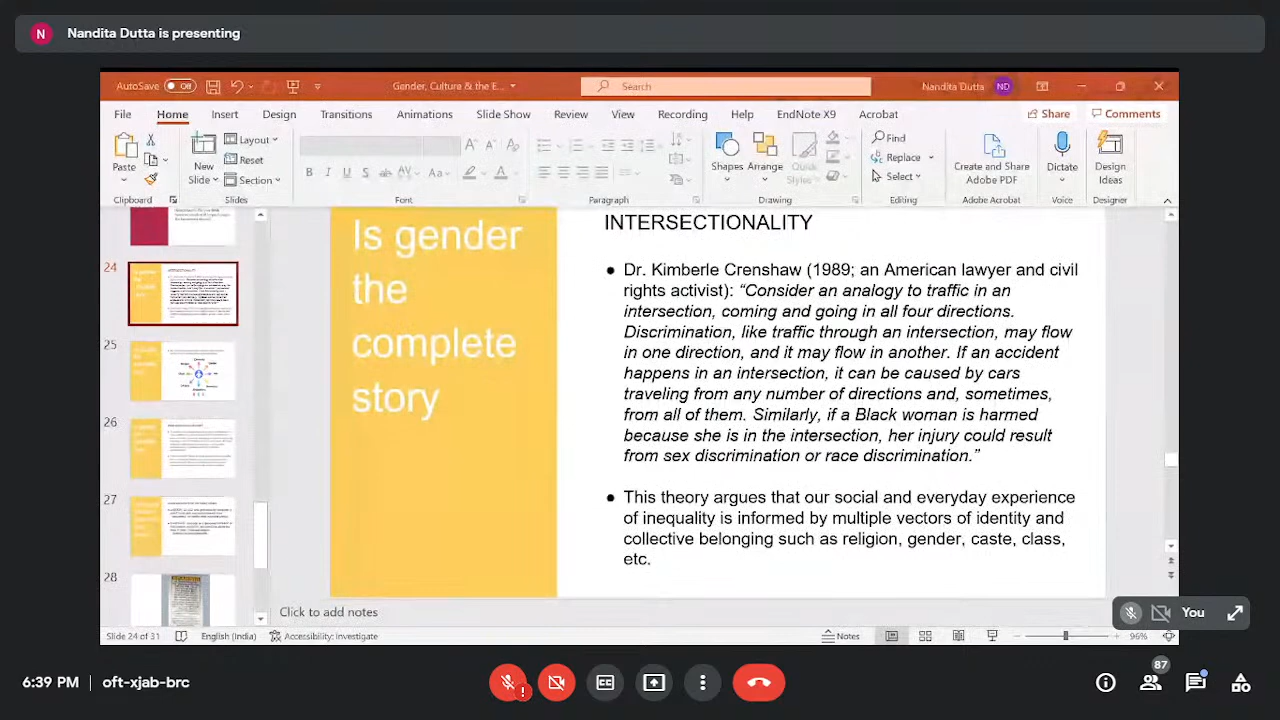 N Nandita Dutta is presenting
AutoSave Off Gender, Culture & the E... Search Nandita Dutta ND
File Home Insert Design Transitions Animations Slide Show Review View Recording Help EndNote X9 Acrobat Share Comments
Paste New Slide Layout Reset Section Shapes Arrange Quick Styles Find Replace Select Create and Share Adobe PDF Dictate Design Ideas
Clipboard Slides Font Paragraph Drawing Editing Adobe Acrobat Voice Designer
24
25
26
27
28
Is gender
the
complete
story
INTERSECTIONALITY
● Dr. Kimberle Crenshaw (1989; an American lawyer and civil
rights activist): “Consider an analogy to traffic in an
intersection, coming and going in all four directions.
Discrimination, like traffic through an intersection, may flow
in one direction, and it may flow in another. If an accident
happens in an intersection, it can be caused by cars
traveling from any number of directions and, sometimes,
from all of them. Similarly, if a Black woman is harmed
because she is in the intersection, her injury could result
from sex discrimination or race discrimination.”
● This theory argues that our social and everyday experience
of inequality is informed by multiple vectors of identity and
collective belonging such as religion, gender, caste, class,
etc.
Click to add notes
You
Slide 24 of 31 English (India) Accessibility: Investigate Notes 96%
87
6:39 PM | oft-xjab-brc